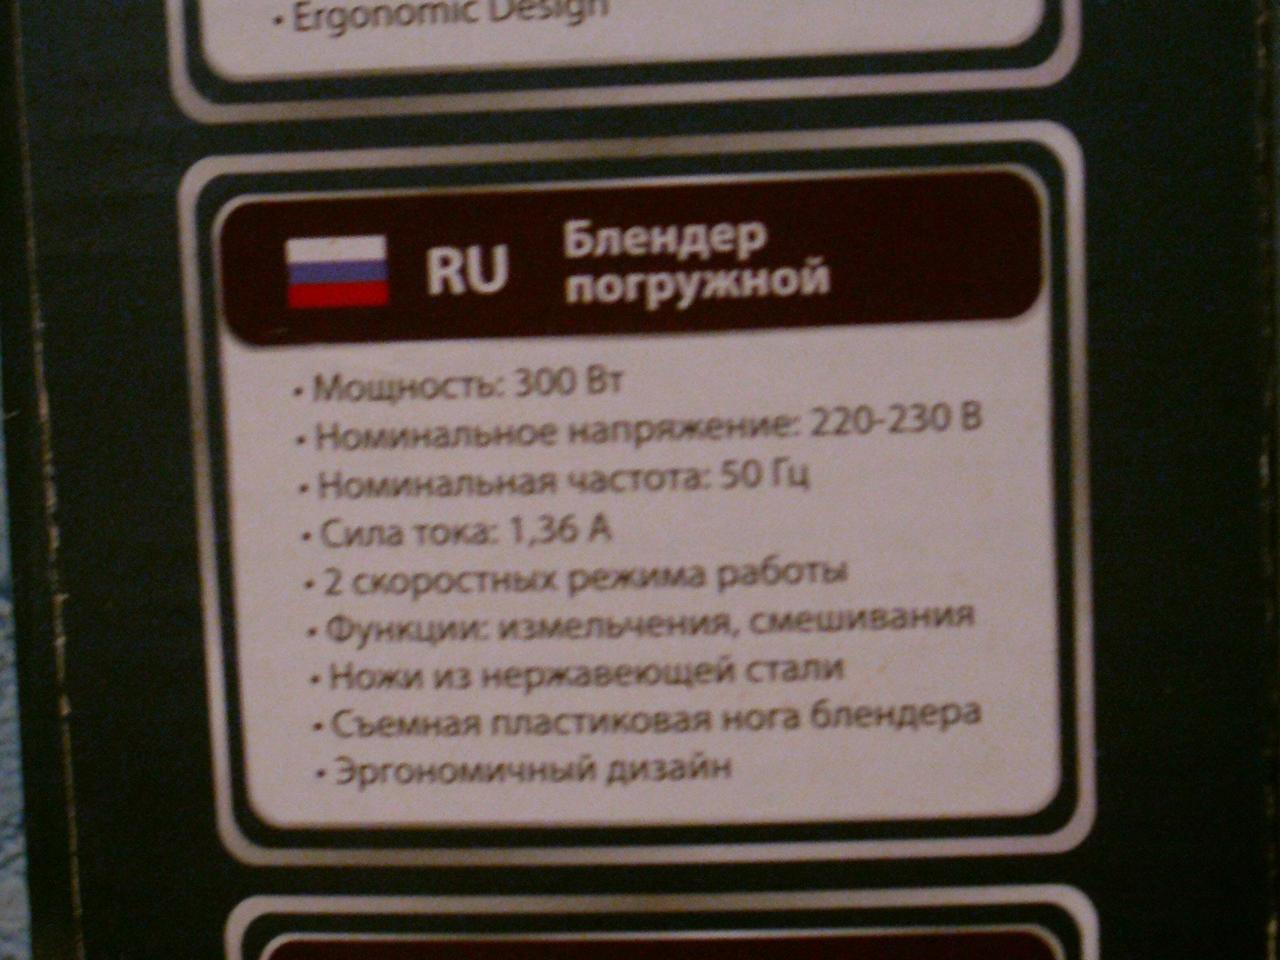 • Ergonomic Design
RU
Блендер
погружной
• Мощность: 300 Вт
• Номинальное напряжение: 220-230 В
• Номинальная частота: 50 Гц
• Сила тока: 1,36 А
• 2 скоростных режима работы
• Функции: измельчения, смешивания
• Ножи из нержавеющей стали
• Съемная пластиковая нога блендера
• Эргономичный дизайн